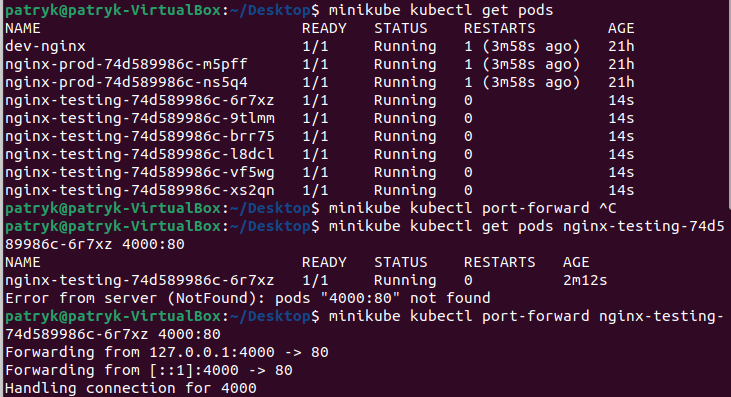 patryk@patryk-VirtualBox:~/Desktop$ minikube kubectl get pods
NAME                             READY   STATUS    RESTARTS        AGE
dev-nginx                        1/1     Running   1 (3m58s ago)   21h
nginx-prod-74d589986c-m5pff      1/1     Running   1 (3m58s ago)   21h
nginx-prod-74d589986c-ns5q4      1/1     Running   1 (3m58s ago)   21h
nginx-testing-74d589986c-6r7xz   1/1     Running   0               14s
nginx-testing-74d589986c-9tlmm   1/1     Running   0               14s
nginx-testing-74d589986c-brr75   1/1     Running   0               14s
nginx-testing-74d589986c-l8dcl   1/1     Running   0               14s
nginx-testing-74d589986c-vf5wg   1/1     Running   0               14s
nginx-testing-74d589986c-xs2qn   1/1     Running   0               14s
patryk@patryk-VirtualBox:~/Desktop$ minikube kubectl port-forward ^C
patryk@patryk-VirtualBox:~/Desktop$ minikube kubectl get pods nginx-testing-74d5
89986c-6r7xz 4000:80
NAME                             READY   STATUS    RESTARTS   AGE
nginx-testing-74d589986c-6r7xz   1/1     Running   0          2m12s
Error from server (NotFound): pods "4000:80" not found
patryk@patryk-VirtualBox:~/Desktop$ minikube kubectl port-forward nginx-testing-
74d589986c-6r7xz 4000:80
Forwarding from 127.0.0.1:4000 -> 80
Forwarding from [::1]:4000 -> 80
Handling connection for 4000